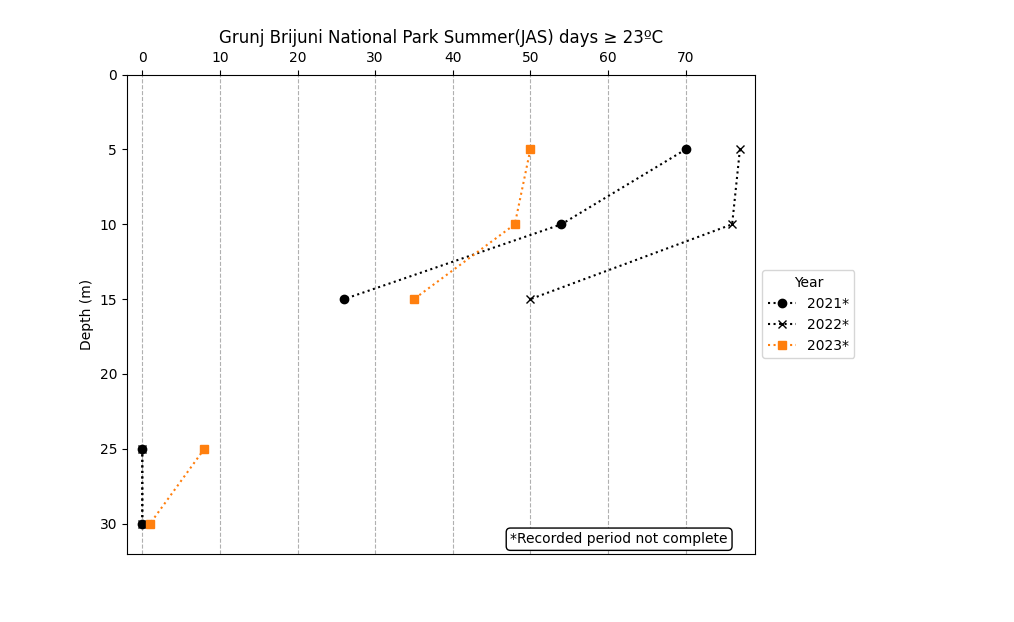 Grunj Brijuni National Park Summer(JAS) days ≥ 23ºC
0 10 20 30 40 50 60 70
0
5
10
15
20
25
30
Depth (m)
Year
2021*
2022*
2023*
*Recorded period not complete